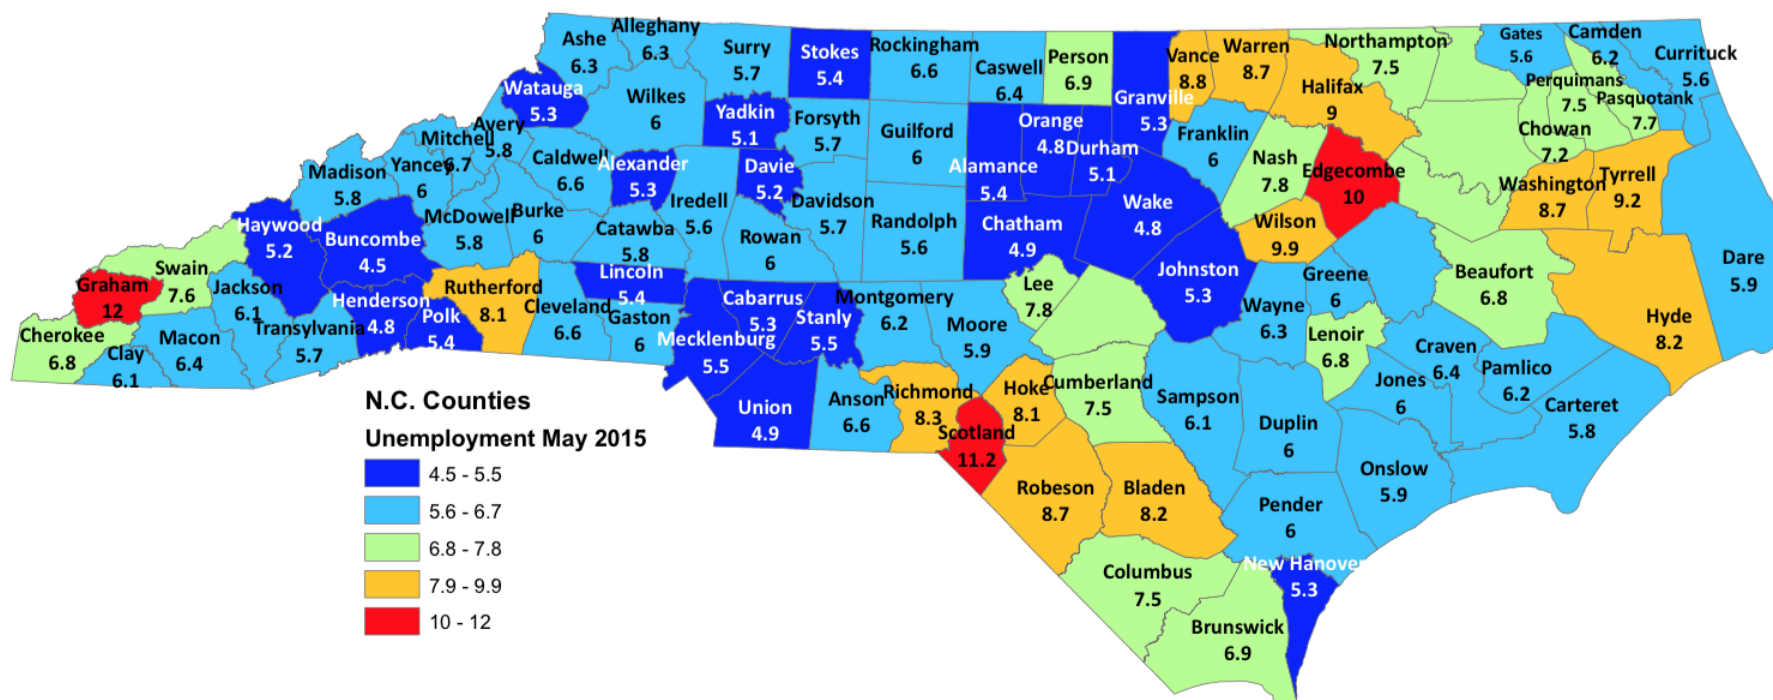 Alleghany
6.3
Ashe
6.3
Surry
5.7
Stokes
5.4
Rockingham
6.6
Caswell
6.4
Person
6.9
Granville
5.3
Vance
8.8
Warren
8.7
Northampton
7.5
Halifax
9
Gates
5.6
Camden
6.2
Currituck
5.6
Perquimans
7.5
Pasquotank
7.7
Chowan
7.2
Watauga
5.3
Wilkes
6
Yadkin
5.1
Forsyth
5.7
Guilford
6
Alamance
5.4
Orange
4.8
Durham
5.1
Franklin
6
Nash
7.8
Edgecombe
10
Washington
8.7
Tyrrell
9.2
Mitchell
6.7
Avery
5.8
Yancey
6
Madison
5.8
Caldwell
6.6
Alexander
5.3
Iredell
5.6
Davie
5.2
Davidson
5.7
Randolph
5.6
Chatham
4.9
Wake
4.8
Wilson
9.9
Haywood
5.2
Buncombe
4.5
McDowell
5.8
Burke
6
Catawba
5.8
Rowan
6
Johnston
5.3
Greene
6
Beaufort
6.8
Dare
5.9
Swain
7.6
Graham
12
Jackson
6.1
Henderson
4.8
Rutherford
8.1
Lincoln
5.4
Cleveland
6.6
Gaston
6
Cabarrus
5.3
Stanly
5.5
Montgomery
6.2
Moore
5.9
Lee
7.8
Wayne
6.3
Lenoir
6.8
Hyde
8.2
Cherokee
6.8
Clay
6.1
Macon
6.4
Transylvania
5.7
Polk
5.4
Mecklenburg
5.5
Craven
6.4
Pamlico
6.2
Jones
6
Carteret
5.8
Union
4.9
Anson
6.6
Richmond
8.3
Scotland
11.2
Hoke
8.1
Cumberland
7.5
Sampson
6.1
Duplin
6
Onslow
5.9
Robeson
8.7
Bladen
8.2
Pender
6
New Hanover
5.3
Columbus
7.5
Brunswick
6.9
N.C. Counties
Unemployment May 2015
4.5 - 5.5
5.6 - 6.7
6.8 - 7.8
7.9 - 9.9
10 - 12